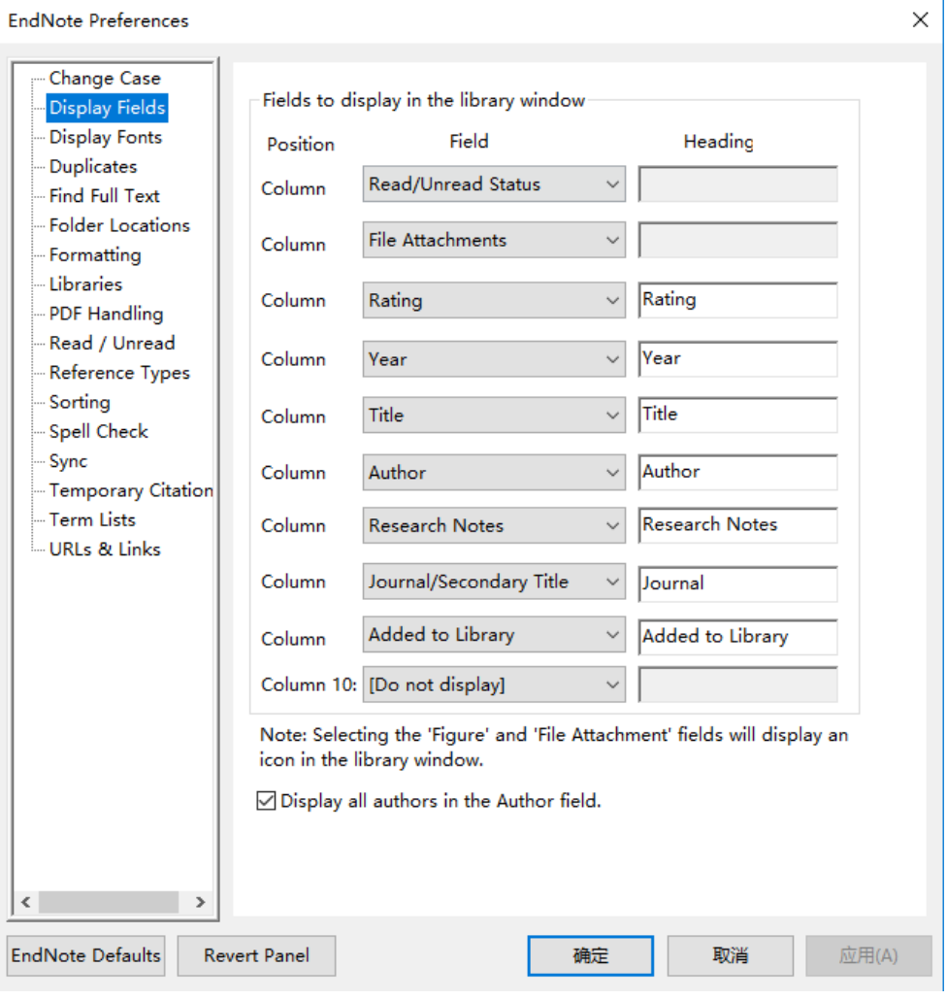 EndNote Preferences
Change Case
Display Fields
Display Fonts
Duplicates
Find Full Text
Folder Locations
Formatting
Libraries
PDF Handling
Read / Unread
Reference Types
Sorting
Spell Check
Sync
Temporary Citation
Term Lists
URLs & Links
Fields to display in the library window
Position Field Heading
Column Read/Unread Status
Column File Attachments
Column Rating Rating
Column Year Year
Column Title Title
Column Author Author
Column Research Notes Research Notes
Column Journal/Secondary Title Journal
Column Added to Library Added to Library
Column 10: [Do not display]
Note: Selecting the 'Figure' and 'File Attachment' fields will display an
icon in the library window.
Display all authors in the Author field.
EndNote Defaults Revert Panel 确定 取消 应用(A)